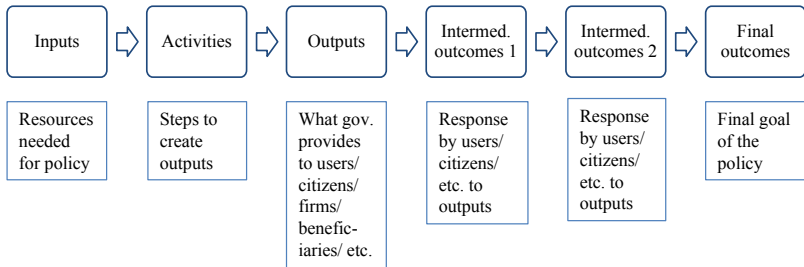 Inputs
Activities
Outputs
Intermed.
outcomes 1
Intermed.
outcomes 2
Final
outcomes
Resources
needed
for policy
Steps to
create
outputs
What gov.
provides
to users/
citizens/
firms/
benefic-
iaries/ etc.
Response
by users/
citizens/
etc. to
outputs
Response
by users/
citizens/
etc. to
outputs
Final goal
of the
policy